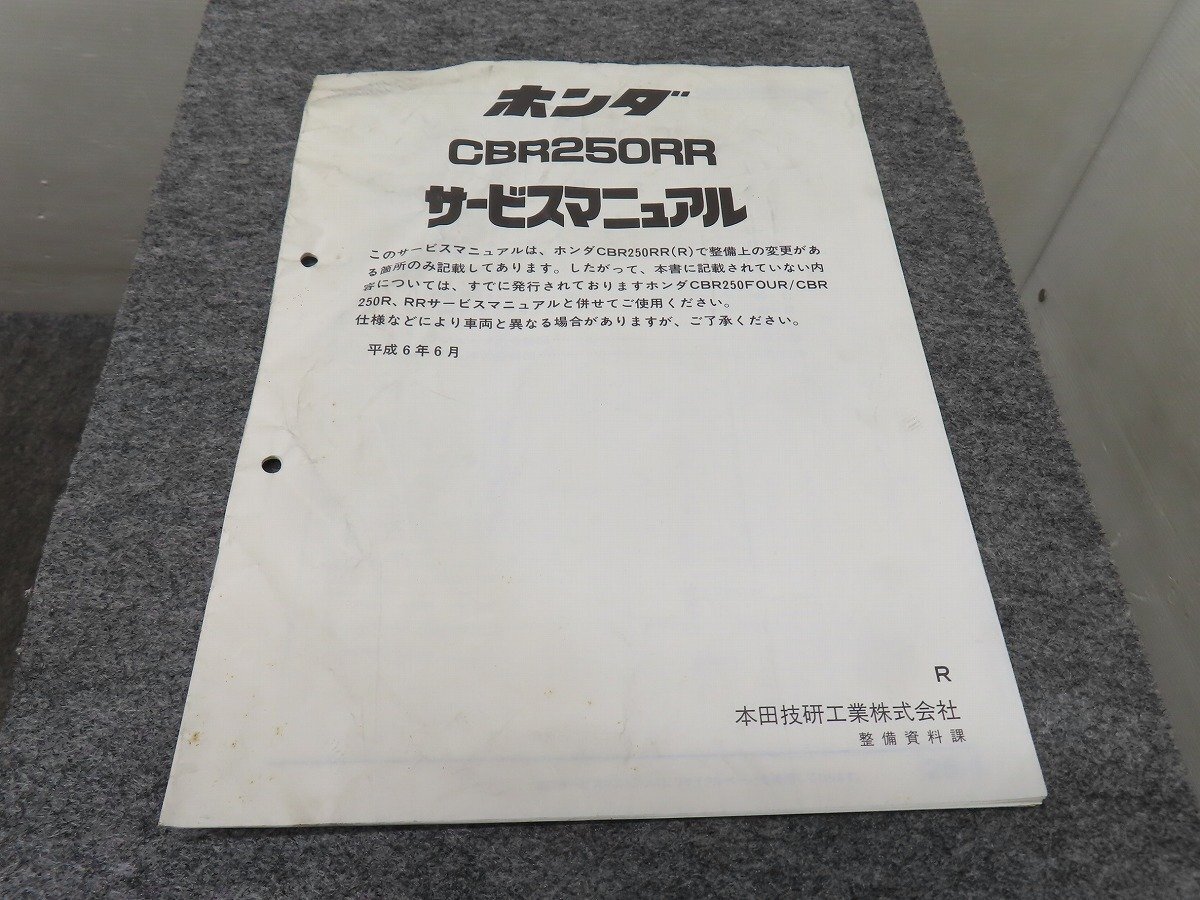 ホンダ
CBR250RR
サービスマニュアル
このサービスマニュアルは、ホンダCBR250RR(R)で整備上の変更があ
る箇所のみ記載してあります。したがって、本書に記載されていない内
容については、すでに発行されておりますホンダCBR250FOUR/CBR
250R、RRサービスマニュアルと併せてご使用ください。
仕様などにより車両と異なる場合がありますが、ご了承ください。
平成6年6月
R
本田技研工業株式会社
整備資料課